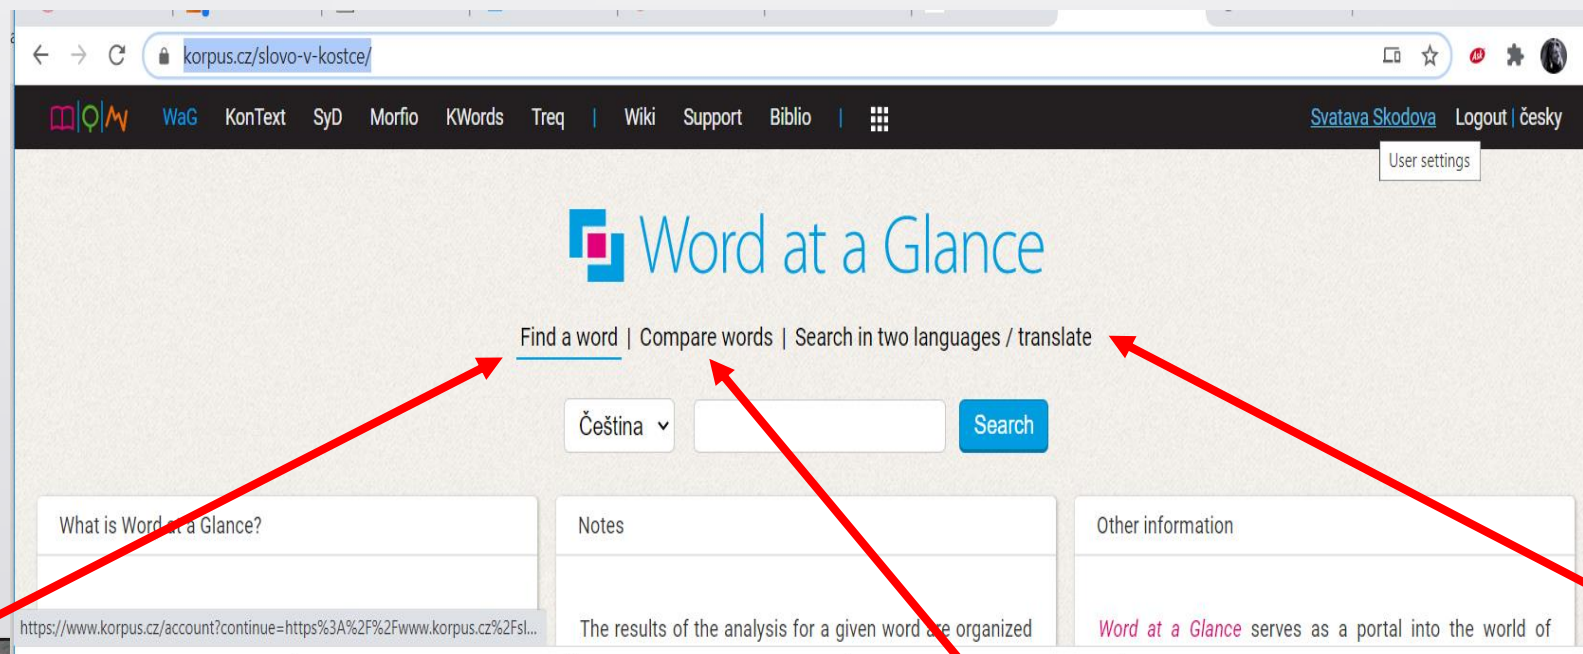 korpus.cz/slovo-v-kostce/
WaG KonText SyD Morfio KWords Treq | Wiki Support Biblio | Svatava Skodova Logout | česky
User settings
Word at a Glance
Find a word | Compare words | Search in two languages / translate
Čeština Search
What is Word at a Glance?
Notes
Other information
https://www.korpus.cz/account?continue=https%3A%2F%2Fwww.korpus.cz%2Fsl...
The results of the analysis for a given word are organized
Word at a Glance serves as a portal into the world of